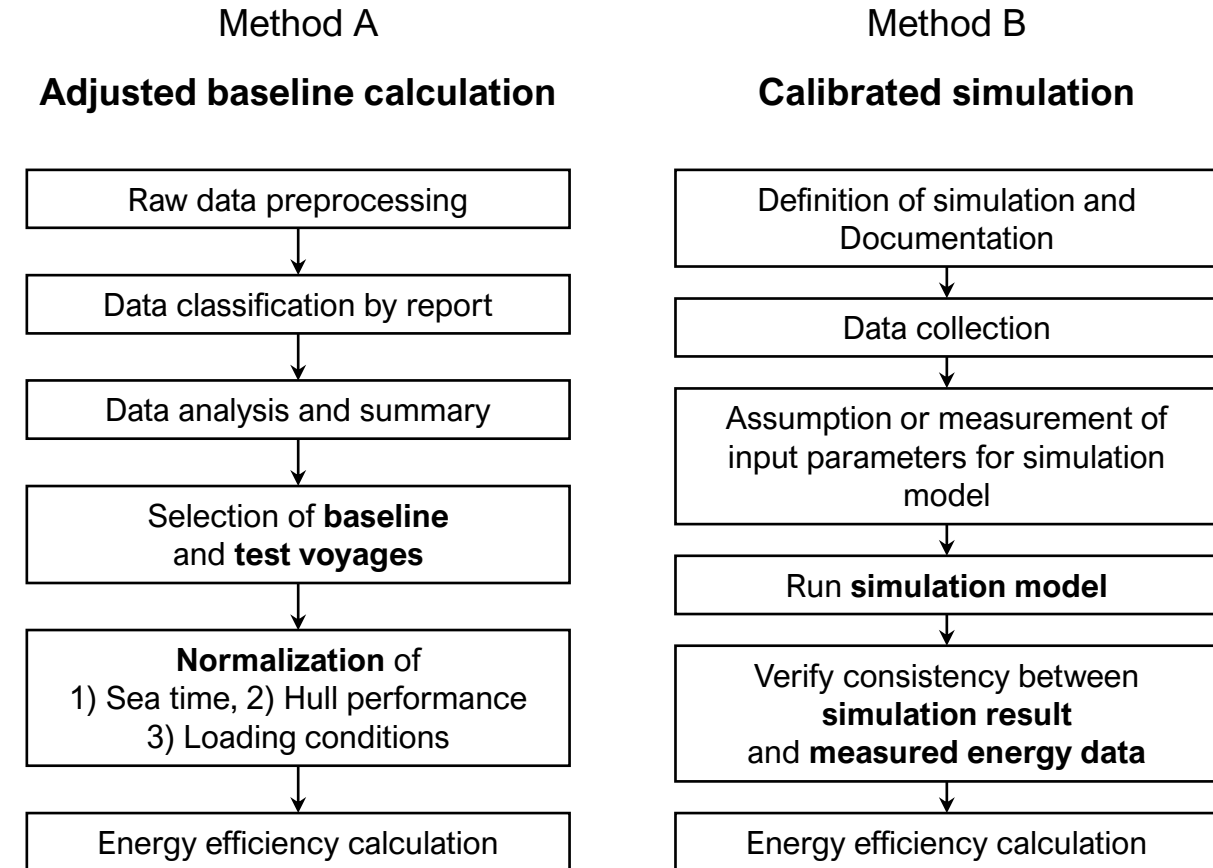 Method A
Adjusted baseline calculation
Raw data preprocessing
Data classification by report
Data analysis and summary
Selection of baseline
and test voyages
Normalization of
1) Sea time, 2) Hull performance
3) Loading conditions
Energy efficiency calculation
Method B
Calibrated simulation
Definition of simulation and
Documentation
Data collection
Assumption or measurement of
input parameters for simulation
model
Run simulation model
Verify consistency between
simulation result
and measured energy data
Energy efficiency calculation